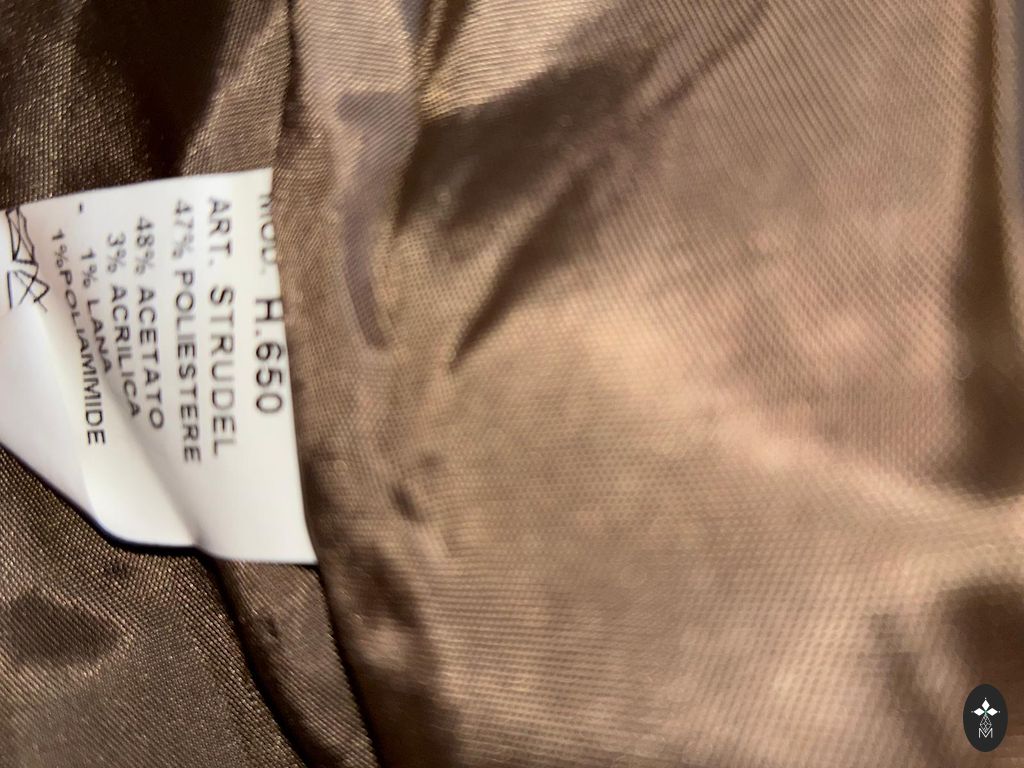 MOD. H.650
ART. STRUDEL
47% POLIESTERE
48% ACETATO
3% ACRILICA
1% LANA
1%POLIAMMIDE
-
M